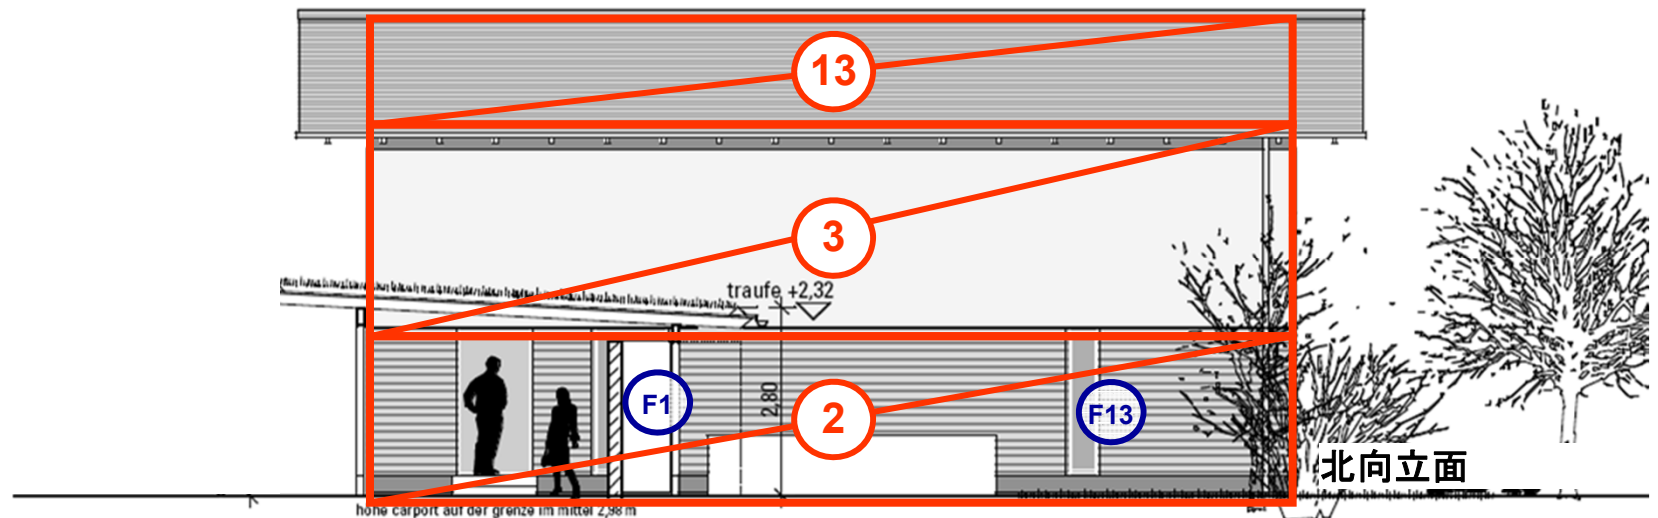 13
3
traufe +2,32
2,80
F1
F13
2
北向立面
höhe carport auf der grenze im mittel 2,98 m